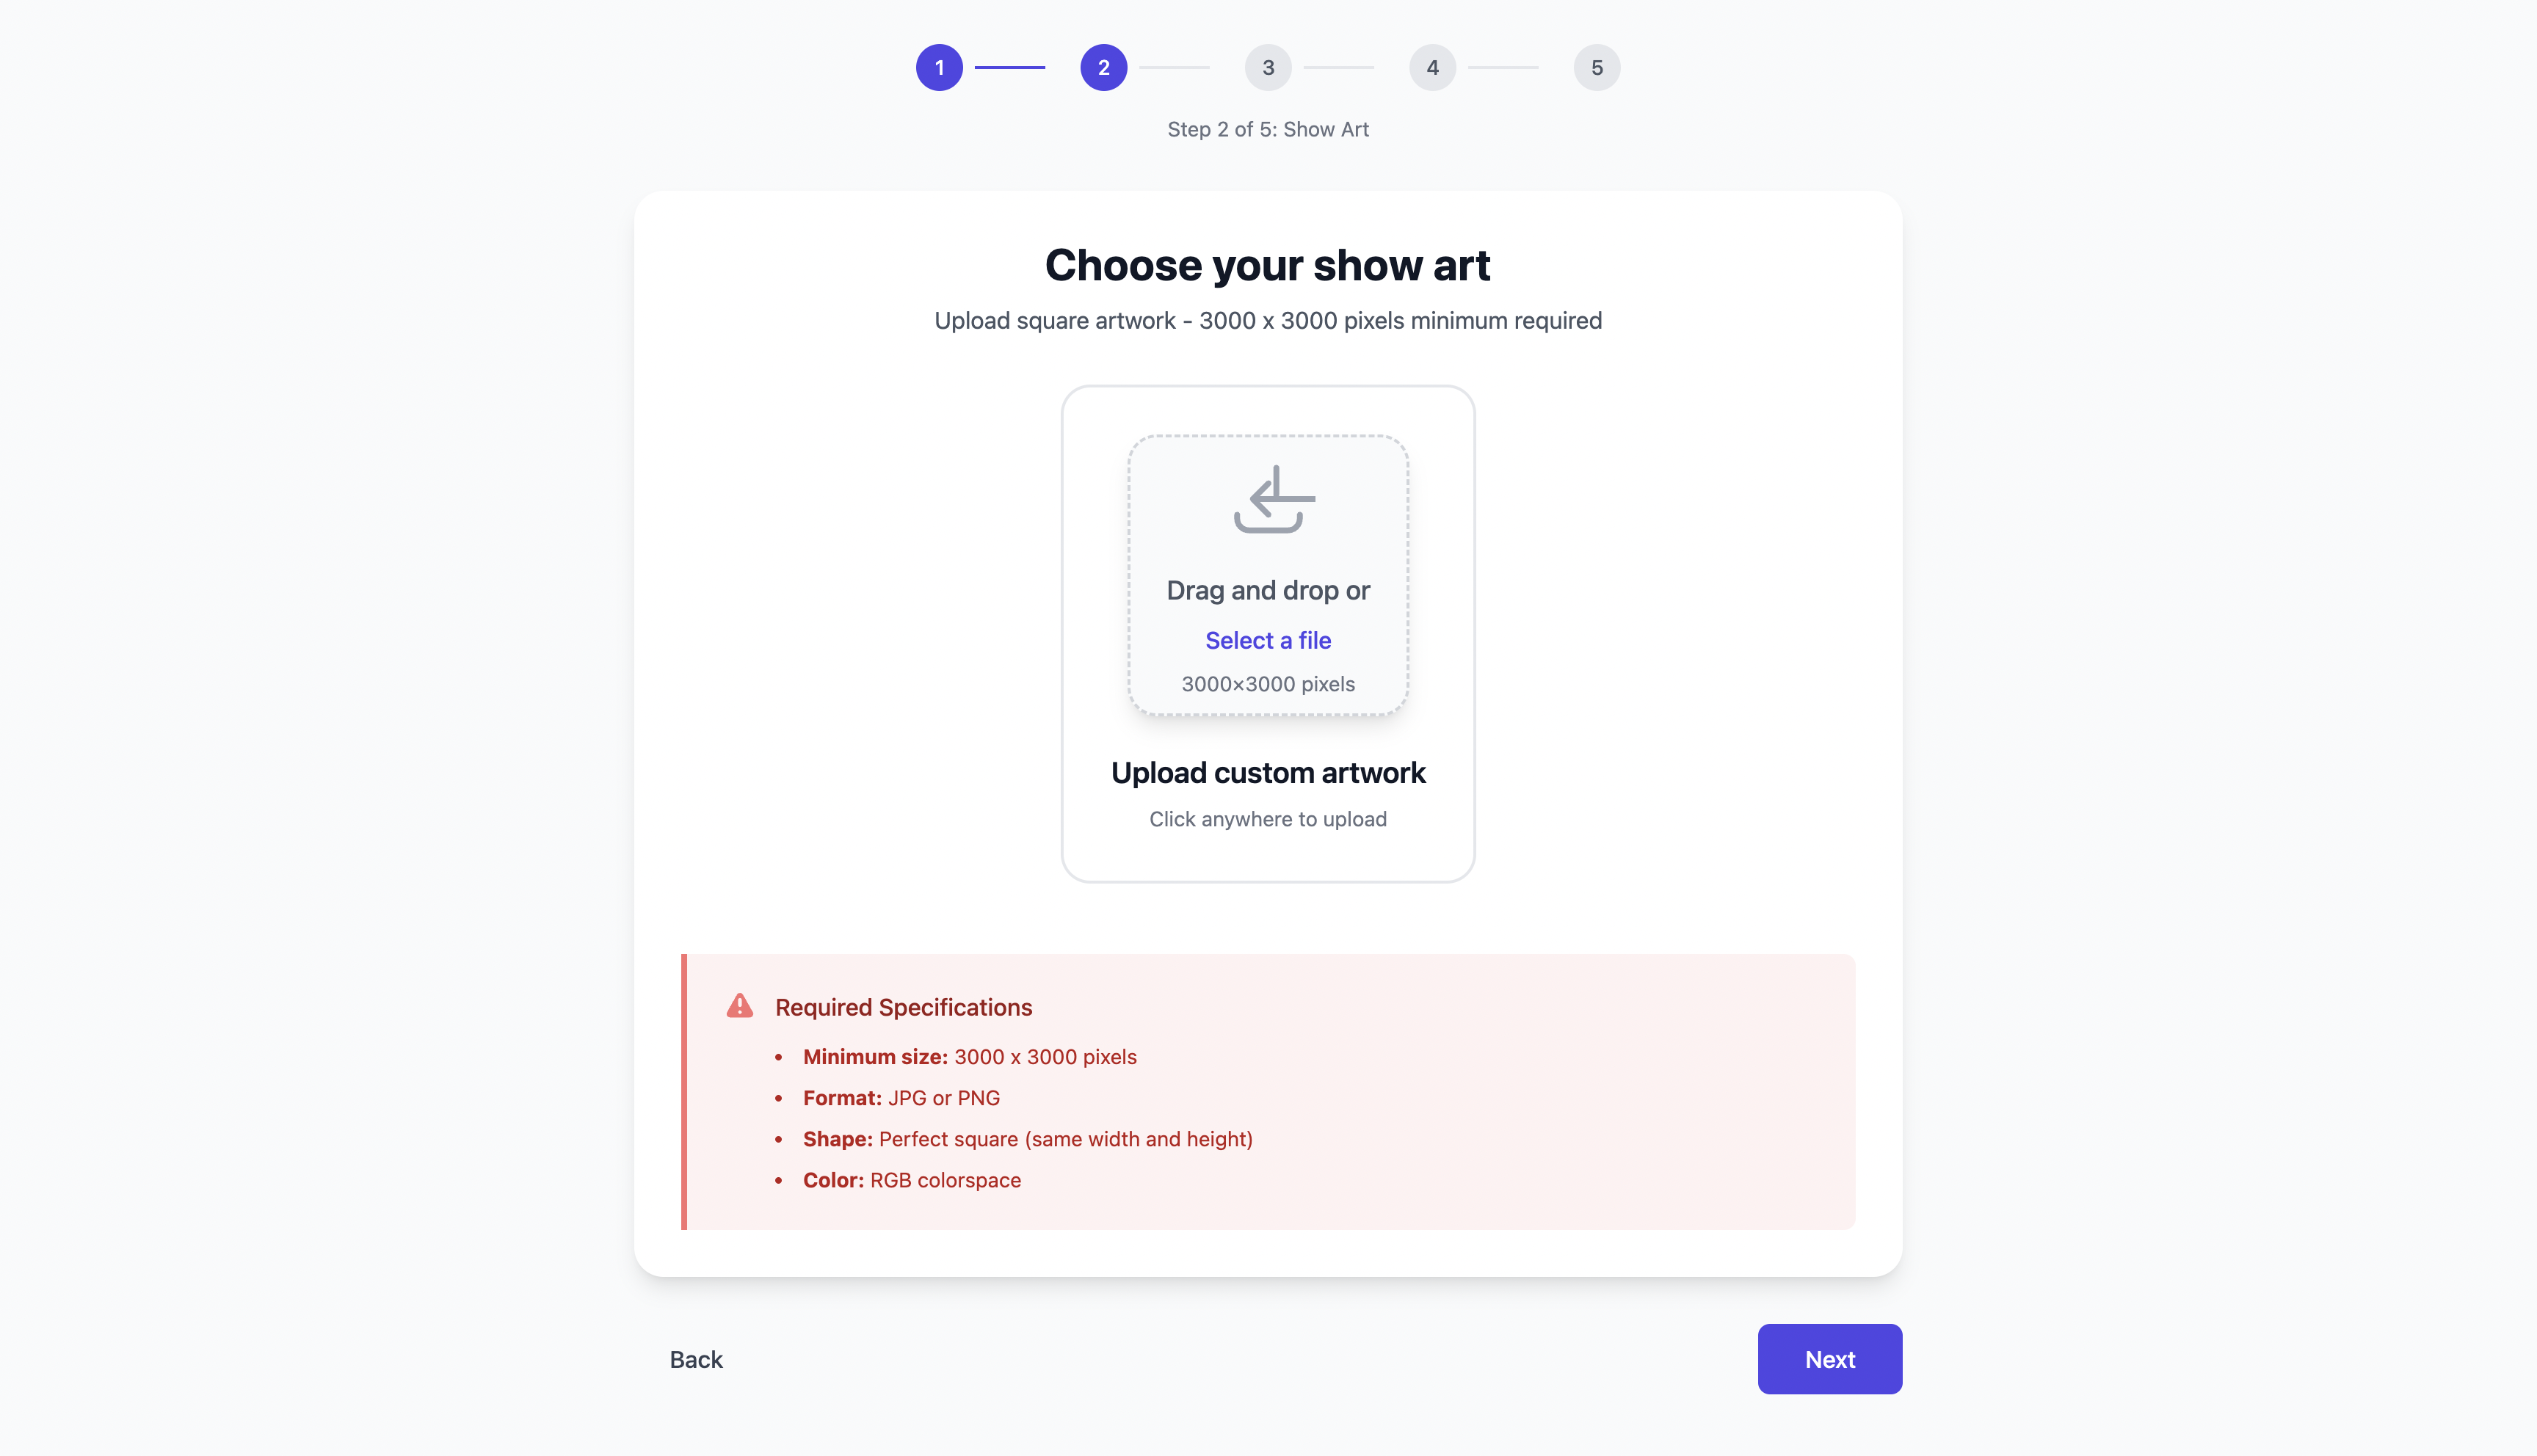 1
2
3
4
5
Step 2 of 5: Show Art
Choose your show art
Upload square artwork - 3000 x 3000 pixels minimum required
Drag and drop or
Select a file
3000×3000 pixels
Upload custom artwork
Click anywhere to upload
Required Specifications
• Minimum size: 3000 x 3000 pixels
• Format: JPG or PNG
• Shape: Perfect square (same width and height)
• Color: RGB colorspace
Back
Next